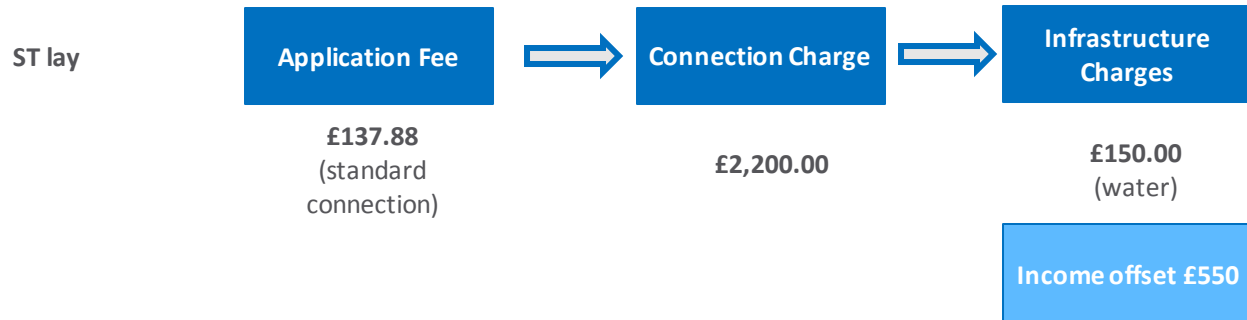 ST lay
Application Fee
Connection Charge
Infrastructure
Charges
£137.88
(standard
connection)
£2,200.00
£150.00
(water)
Income offset £550